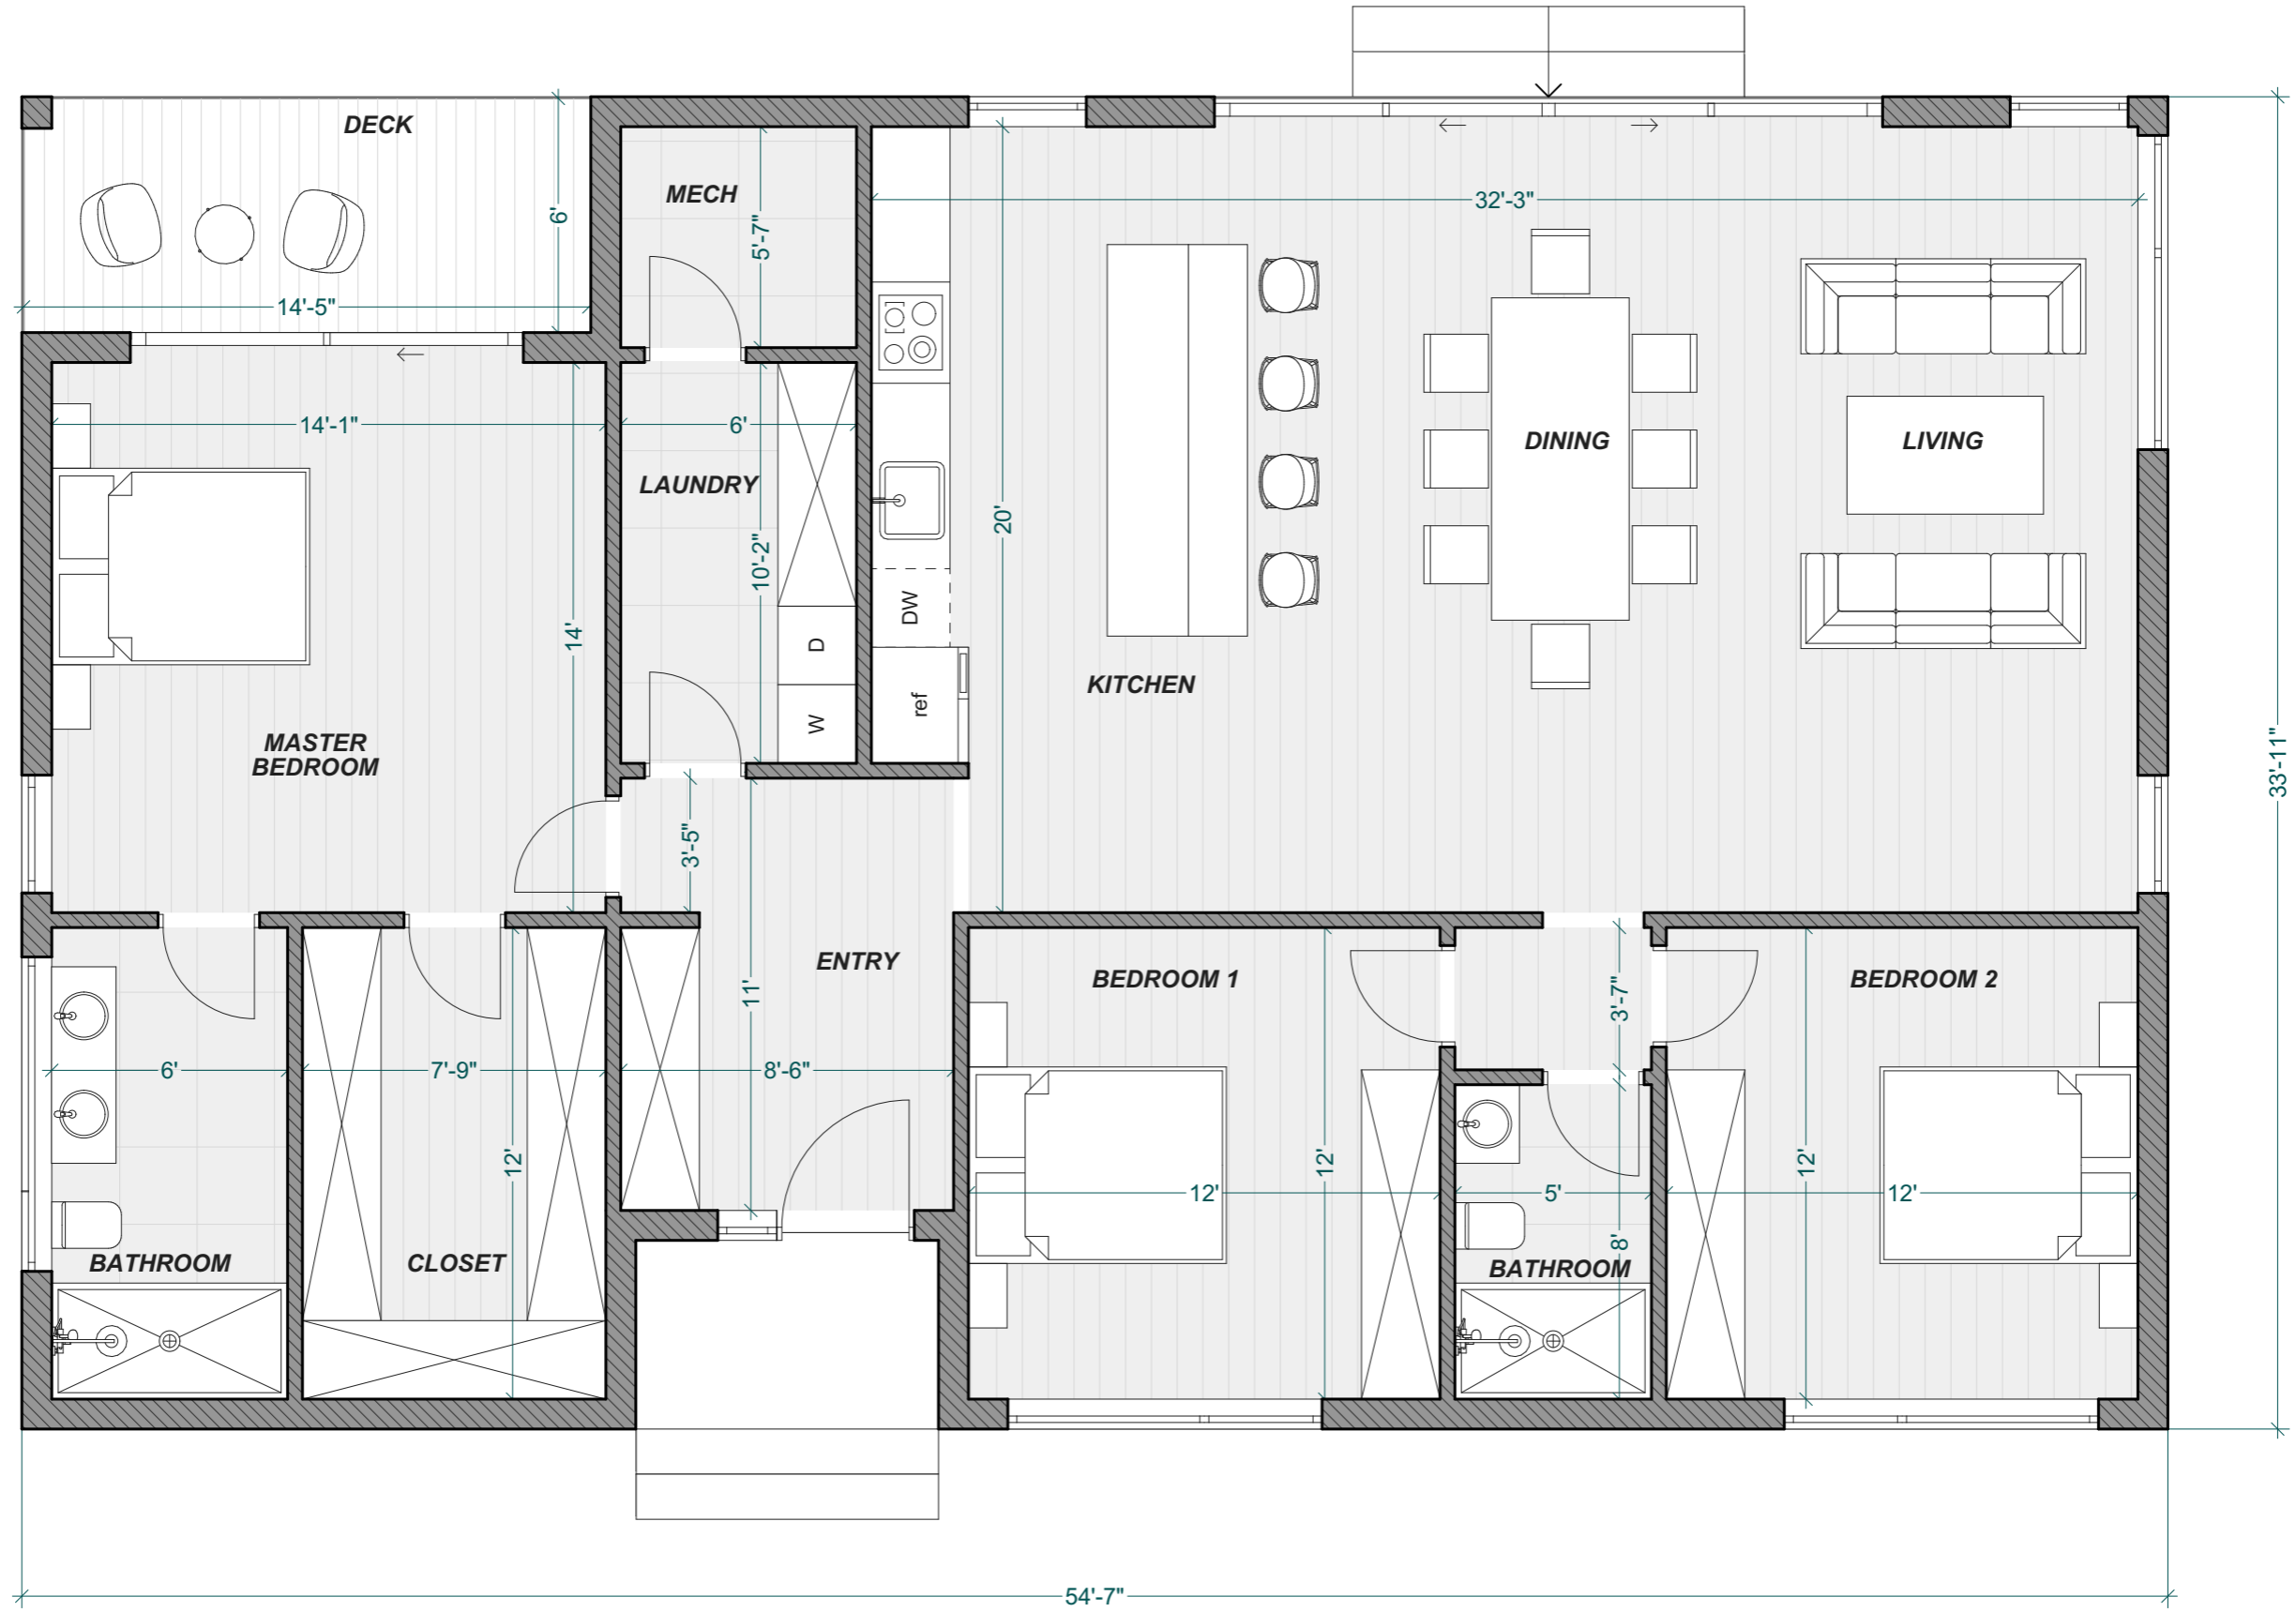 DECK
6'
14'-5"
MECH
5'-7"
32'-3"
14'-1"
6'
LAUNDRY
10'-2"
20'
DINING
LIVING
14'
DW
D
W
ref
KITCHEN
MASTER
BEDROOM
33'-11"
3'-5"
ENTRY
11'
BEDROOM 1
3'-7"
BEDROOM 2
6'
7'-9"
8'-6"
12'
12'
12'
12'
5'
12'
8'
BATHROOM
CLOSET
BATHROOM
54'-7"